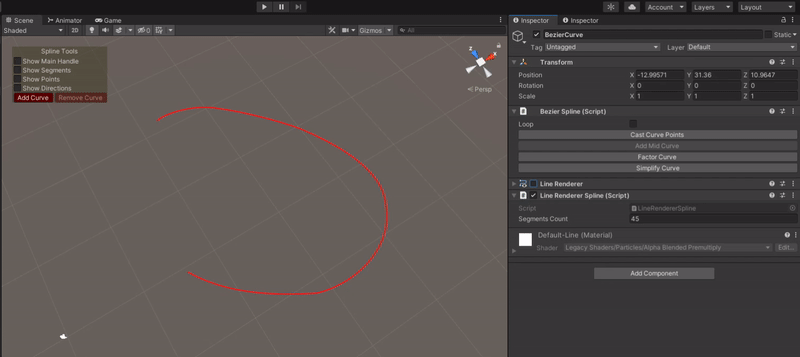 Account
Layers
Layout
Scene
Animator
Game
Inspector
Inspector
Shaded
2D
Gizmos
All
BezierCurve
Static
Tag Untagged
Layer Default
Spline Tools
Show Main Handle
Show Segments
Show Points
Show Directions
Add Curve
Remove Curve
z
x
Persp
Transform
Position X -12.99571 Y 31.36 Z 10.9647
Rotation X 0 Y 0 Z 0
Scale X 1 Y 1 Z 1
Bezier Spline (Script)
Loop
Cast Curve Points
Add Mid Curve
Factor Curve
Simplify Curve
Line Renderer
Line Renderer Spline (Script)
Script LineRendererSpline
Segments Count 45
Default-Line (Material)
Shader Legacy Shaders/Particles/Alpha Blended Premultiply
Edit...
Add Component